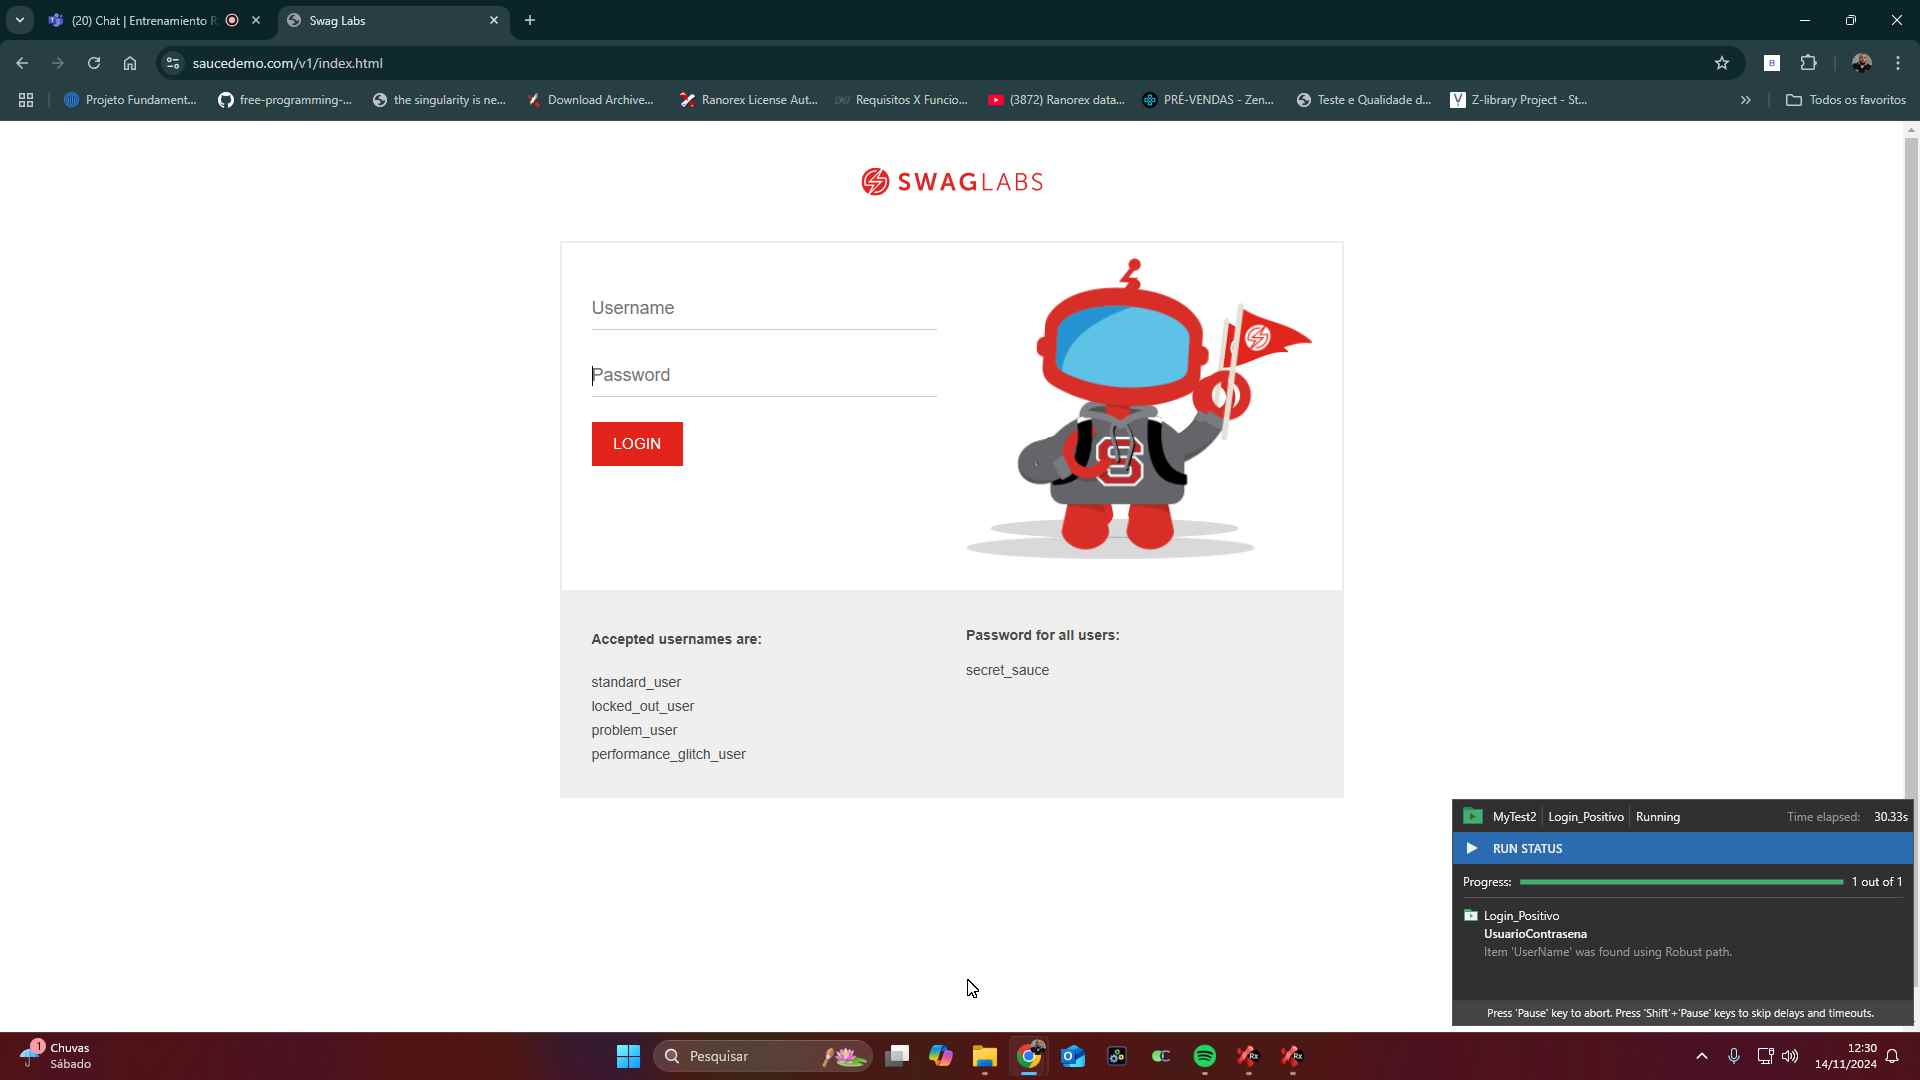 (20) Chat | Entrenamiento R
Swag Labs
saucedemo.com/v1/index.html
B
Projeto Fundament...
free-programming-...
the singularity is ne...
Download Archive...
Ranorex License Aut...
Requisitos X Funcio...
(3872) Ranorex data...
PRÉ-VENDAS - Zen...
Teste e Qualidade d...
Z-library Project - St...
Todos os favoritos
SWAGLABS
Username
Password
LOGIN
S
Accepted usernames are:
standard_user
locked_out_user
problem_user
performance_glitch_user
Password for all users:
secret_sauce
MyTest2 Login_Positivo Running Time elapsed: 30.33s
RUN STATUS
Progress: 1 out of 1
Login_Positivo
UsuarioContrasena
Item 'UserName' was found using Robust path.
Press 'Pause' key to abort. Press 'Shift'+'Pause' keys to skip delays and timeouts.
1
Chuvas
Sábado
Pesquisar
Rx
Rx
12:30
14/11/2024